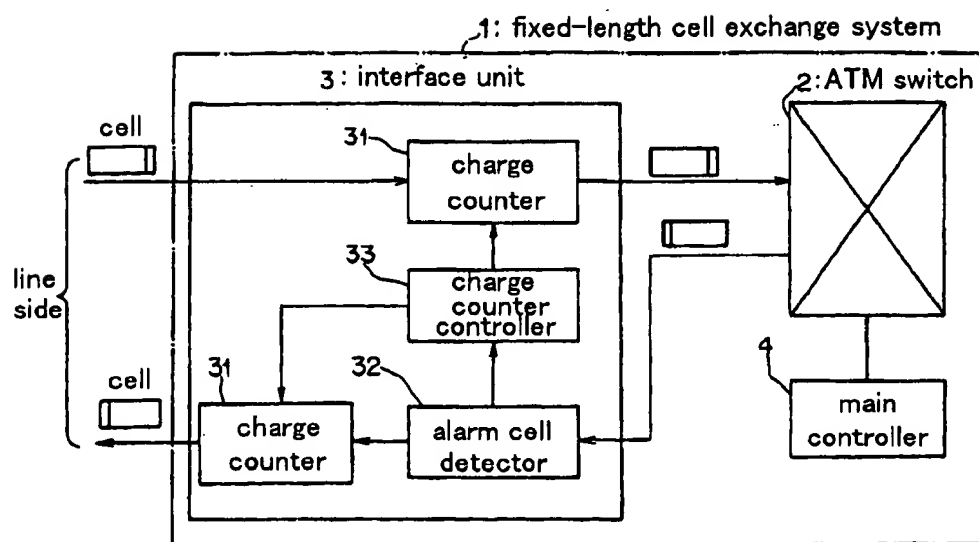 1: fixed-length cell exchange system
3: interface unit
2: ATM switch
cell
31
charge
counter
33
charge
counter
controller
line
side
cell
31
charge
counter
32
alarm cell
detector
4
main
controller